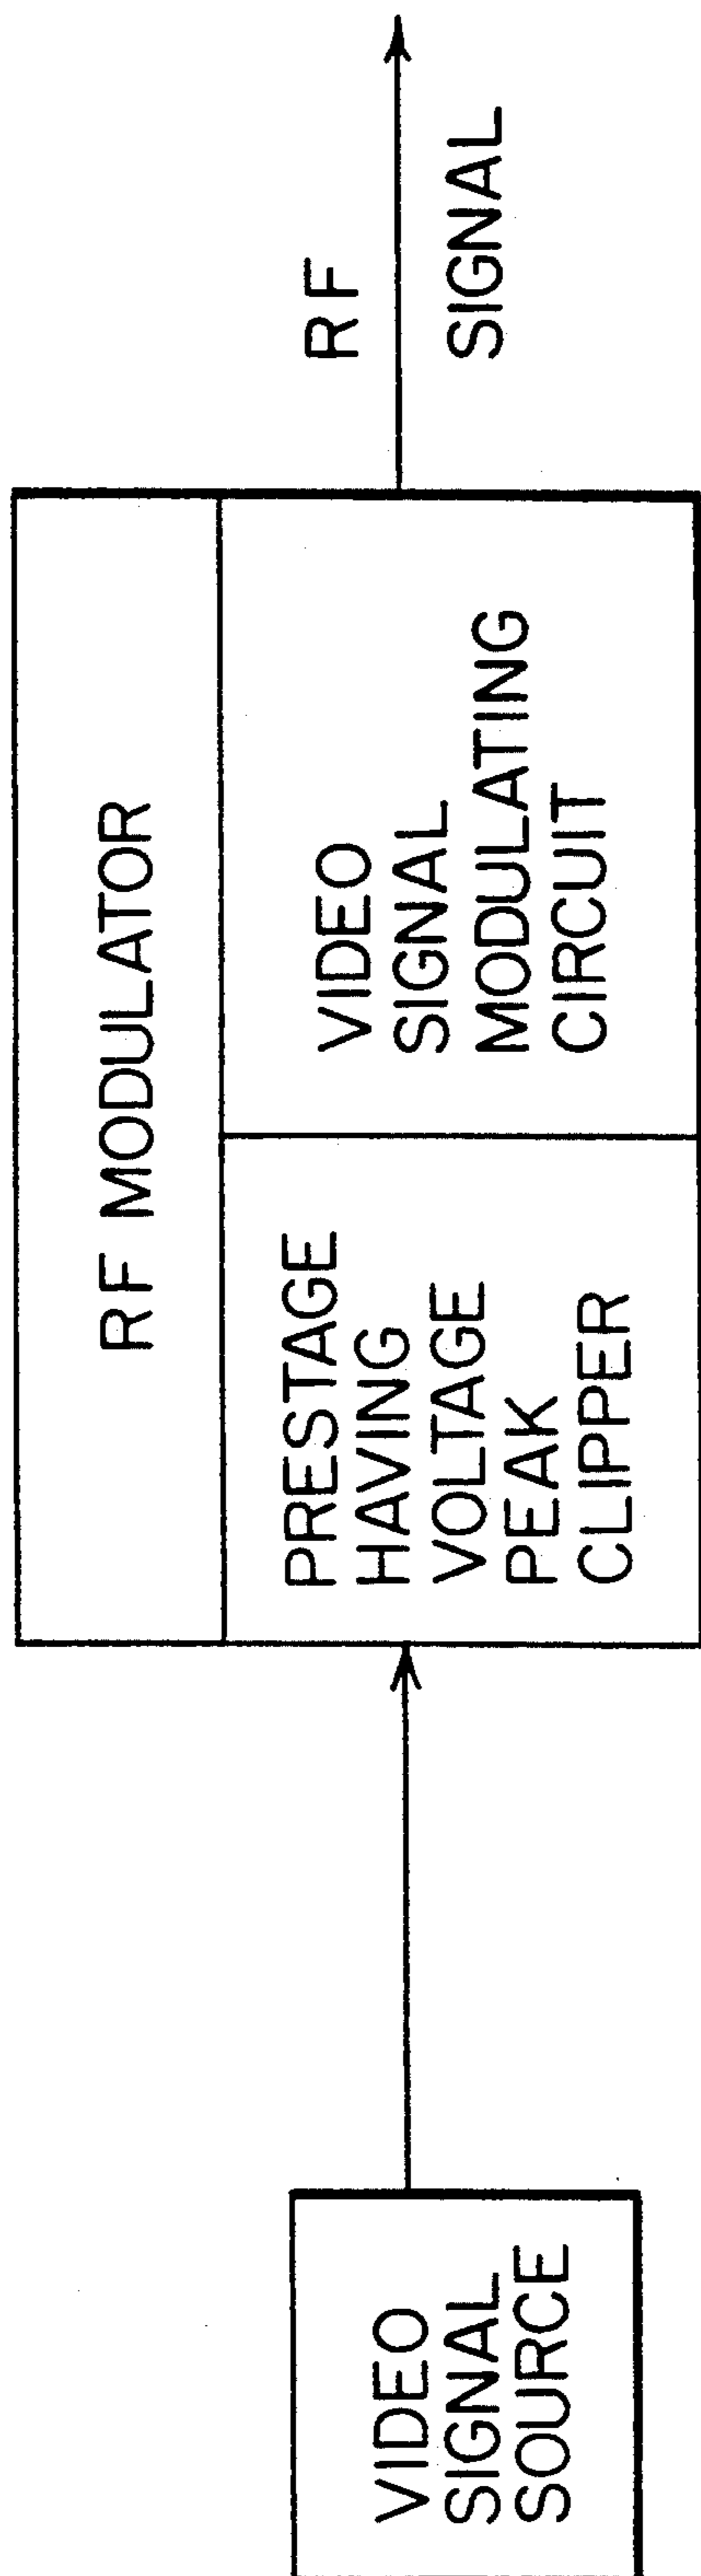 VIDEO
SIGNAL
SOURCE
RF MODULATOR
PRESTAGE
HAVING
VOLTAGE
PEAK
CLIPPER
VIDEO
SIGNAL
MODULATING
CIRCUIT
RF
SIGNAL